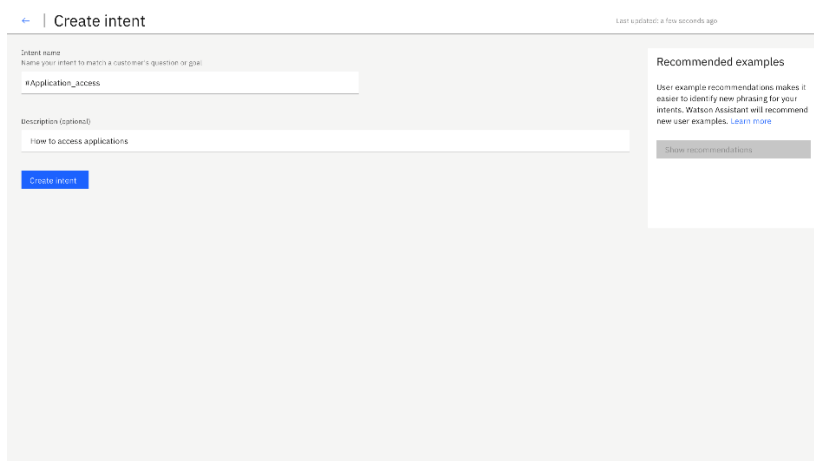 ← | Create intent
Last updated: a few seconds ago
Intent name
Name your intent to match a customer's question or goal
#Application_access
Description (optional)
How to access applications
Create intent
Recommended examples
User example recommendations makes it
easier to identify new phrasing for your
intents. Watson Assistant will recommend
new user examples. Learn more
Show recommendations